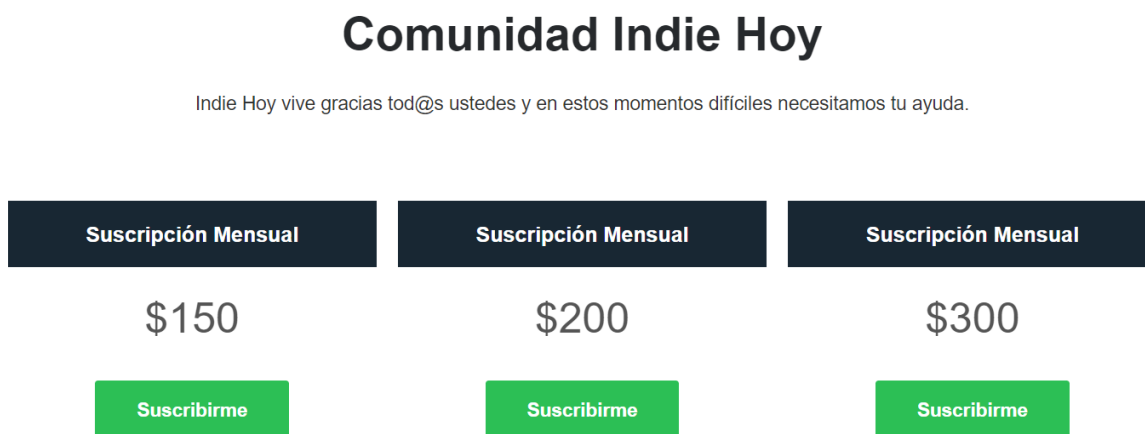 Comunidad Indie Hoy
Indie Hoy vive gracias tod@s ustedes y en estos momentos difíciles necesitamos tu ayuda.
Suscripción Mensual
Suscripción Mensual
Suscripción Mensual
$150
$200
$300
Suscribirme
Suscribirme
Suscribirme